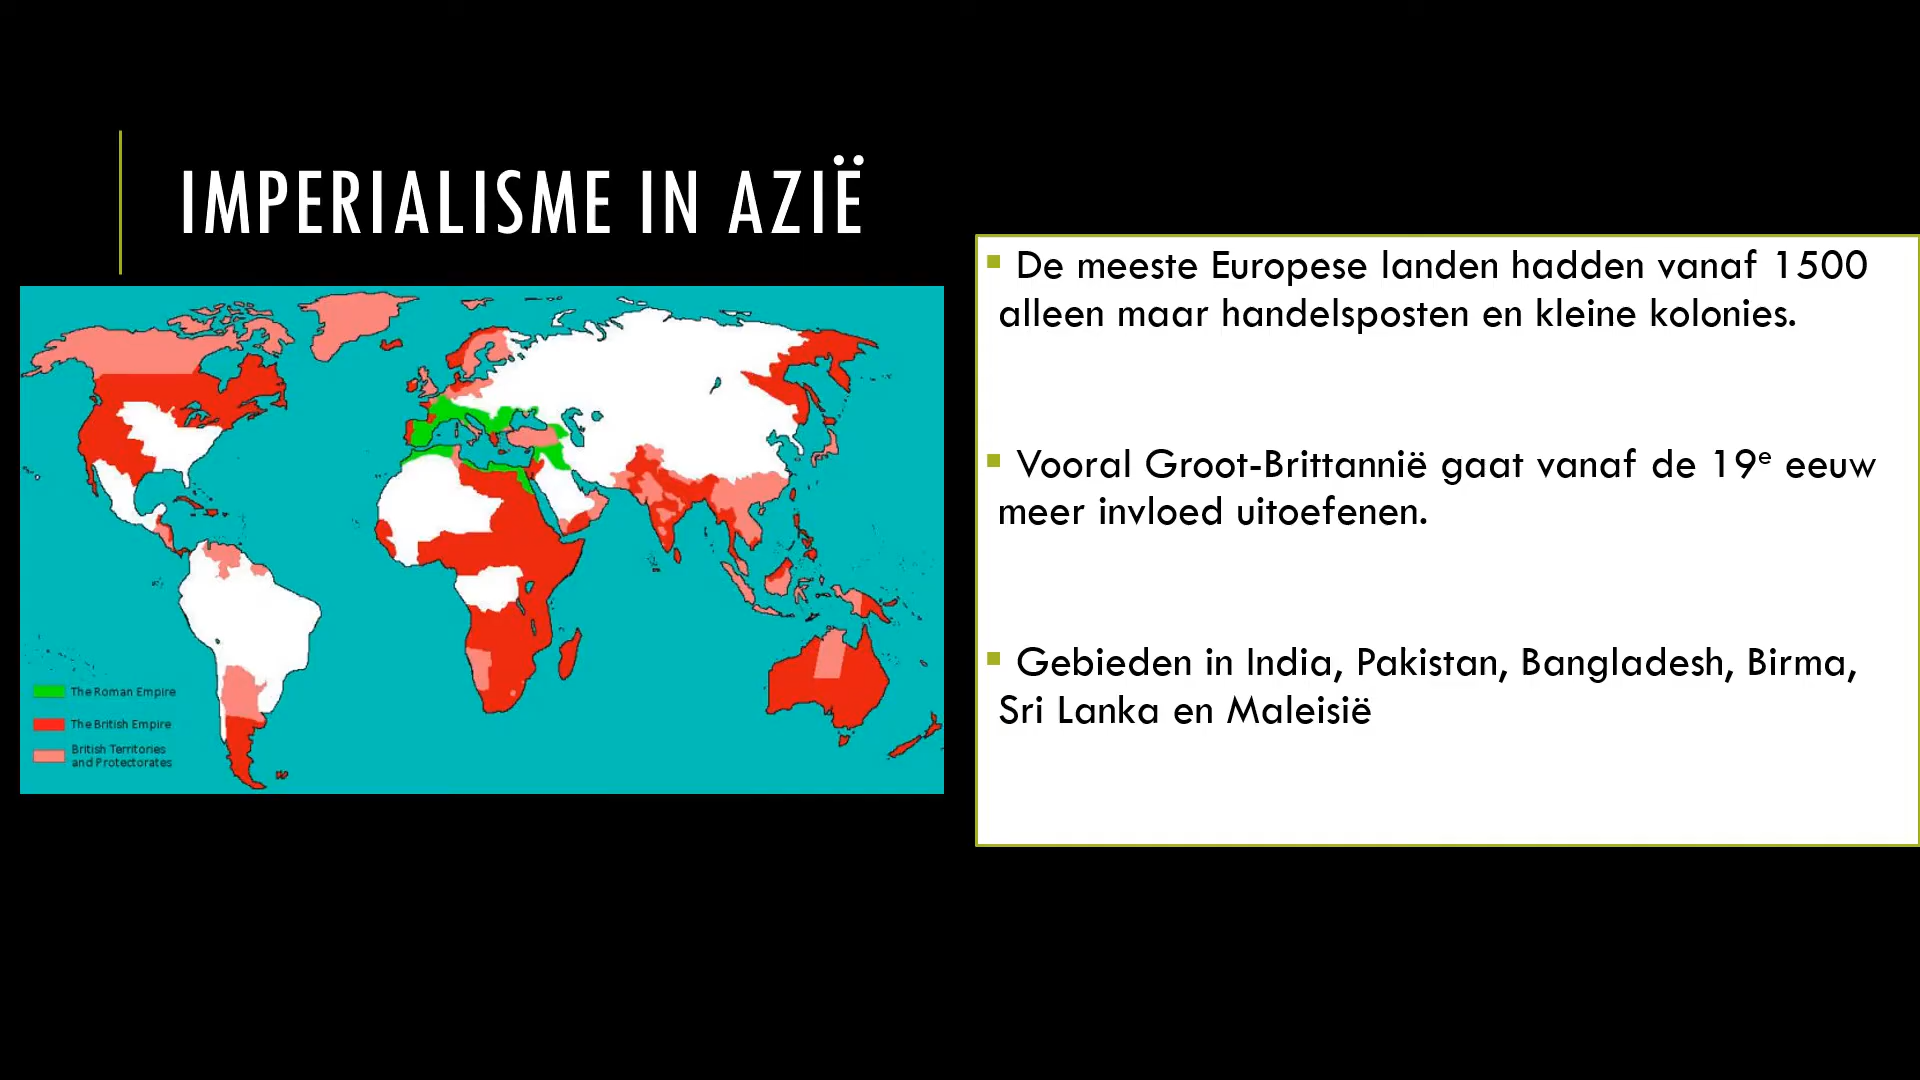 IMPERIALISME IN AZIË
De meeste Europese landen hadden vanaf 1500
alleen maar handelsposten en kleine kolonies.
Vooral Groot-Brittannië gaat vanaf de 19e eeuw
meer invloed uitoefenen.
Gebieden in India, Pakistan, Bangladesh, Birma,
Sri Lanka en Maleisië
The Roman Empire
The British Empire
British Territories
and Protectorates